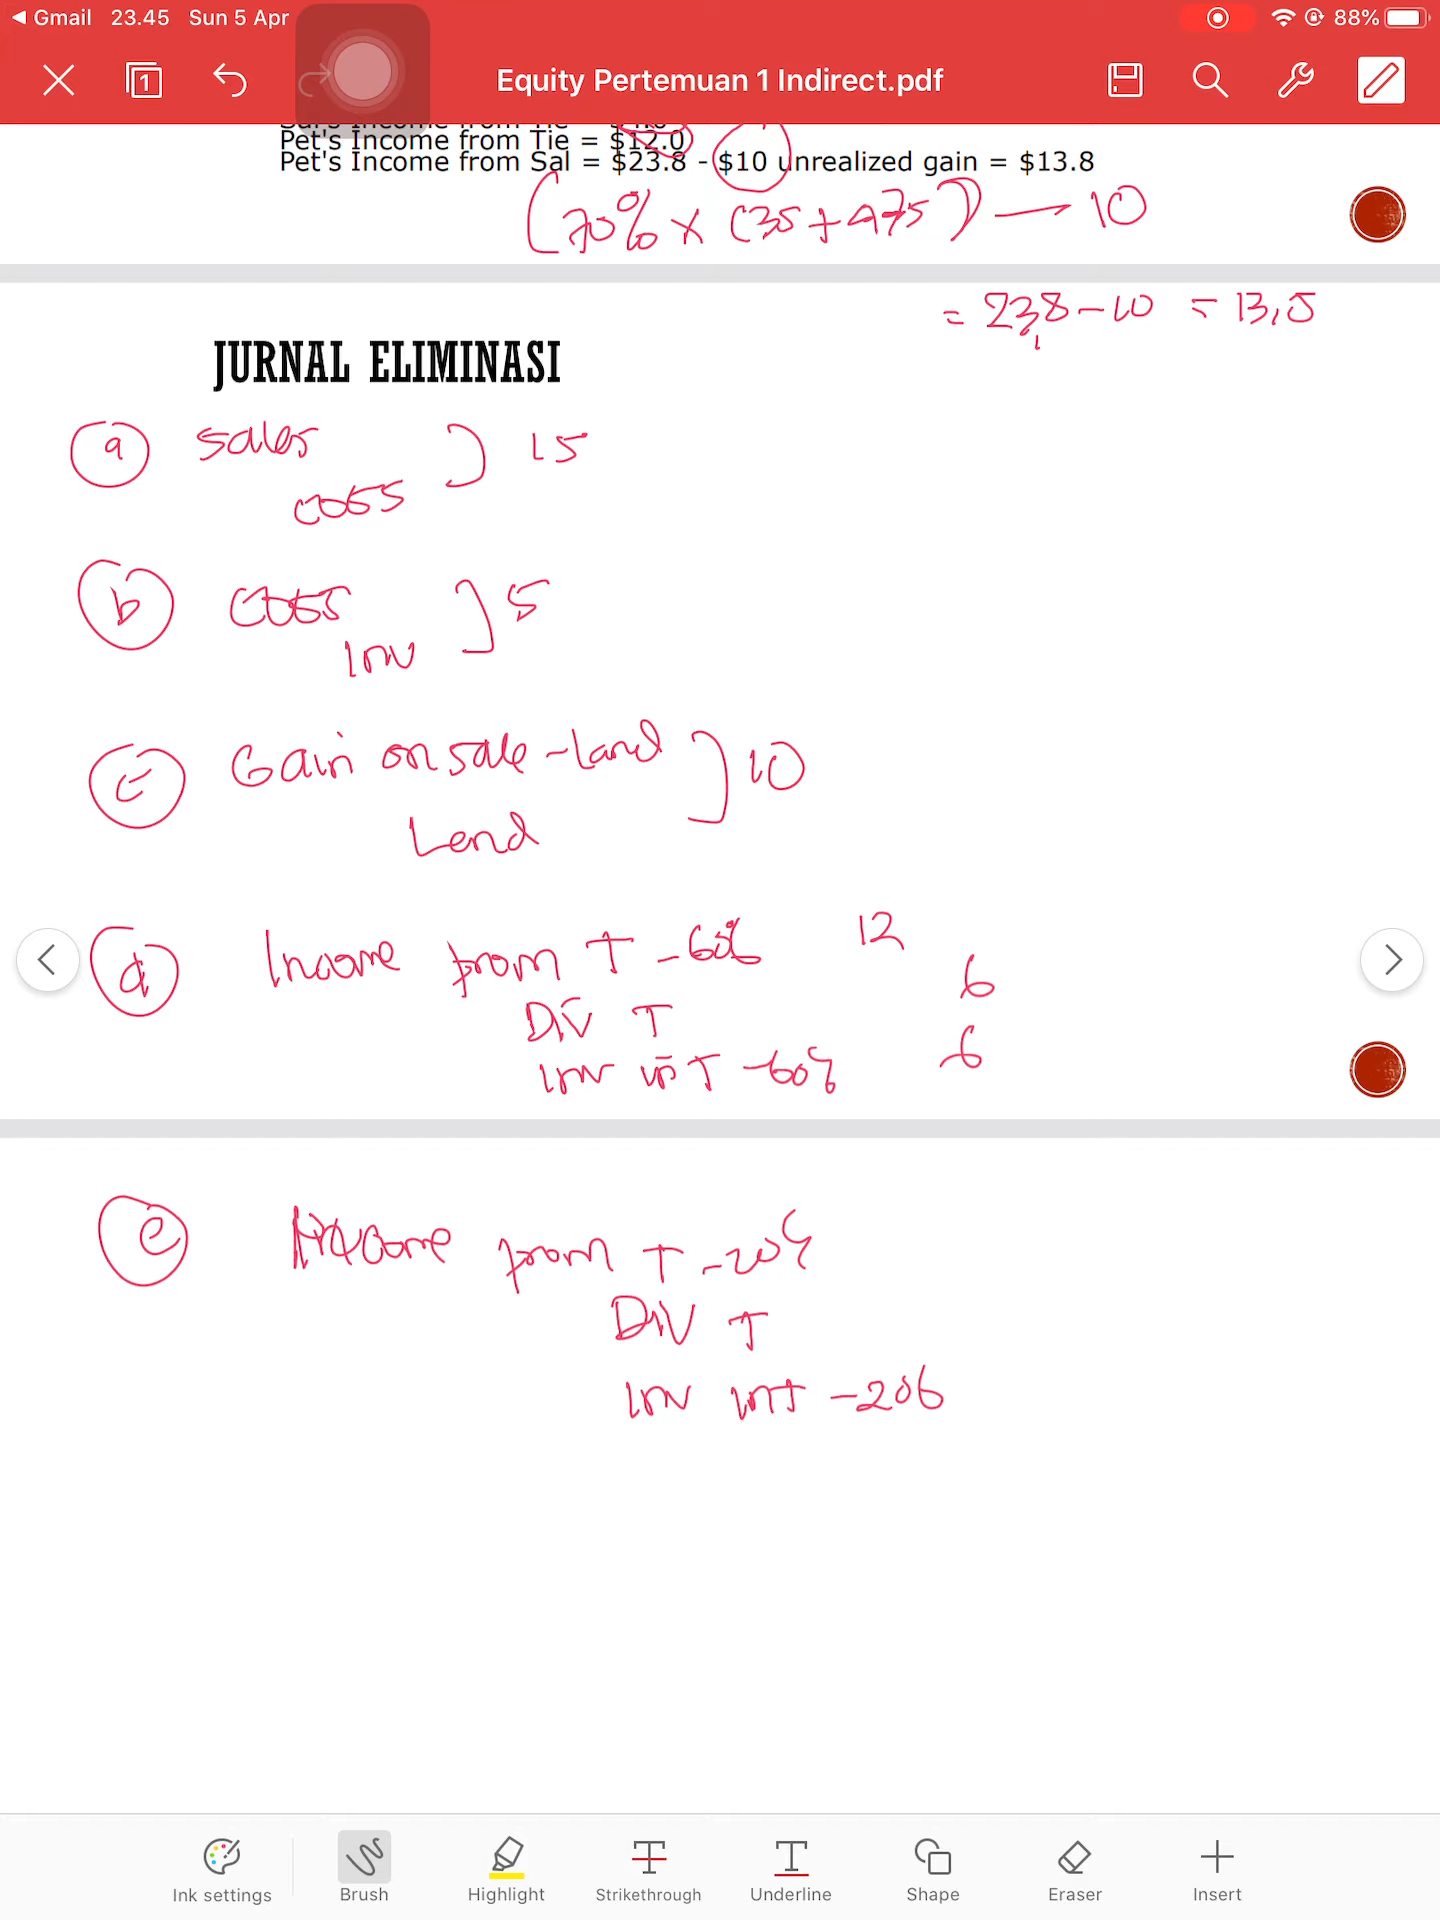 Gmail 23.45 Sun 5 Apr 88%
Equity Pertemuan 1 Indirect.pdf
Pet's Income from Tie = $12.0
Pet's Income from Sal = $23.8 - $10 unrealized gain = $13.8
(70% x (35+475)) — 10
= 23,8 - 10 = 13,8
JURNAL ELIMINASI
a sales ] 15
COGS
b COGS ] 5
Inv
c Gain on sale - Land ] 10
Land
d Income from T - 60% 12
Div T 6
Inv in T - 60% 6
e Income from T - 20%
Div T
Inv in T - 20%
Ink settings Brush Highlight Strikethrough Underline Shape Eraser Insert